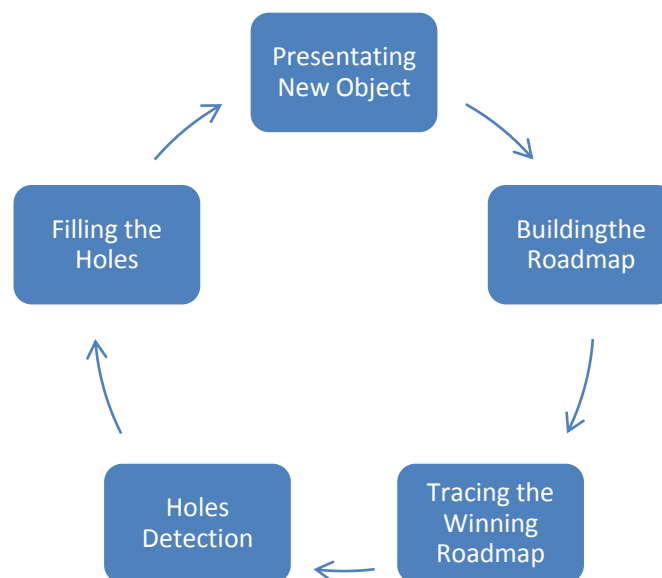 Presentating
New Object
Buildingthe
Roadmap
Tracing the
Winning
Roadmap
Holes
Detection
Filling the
Holes